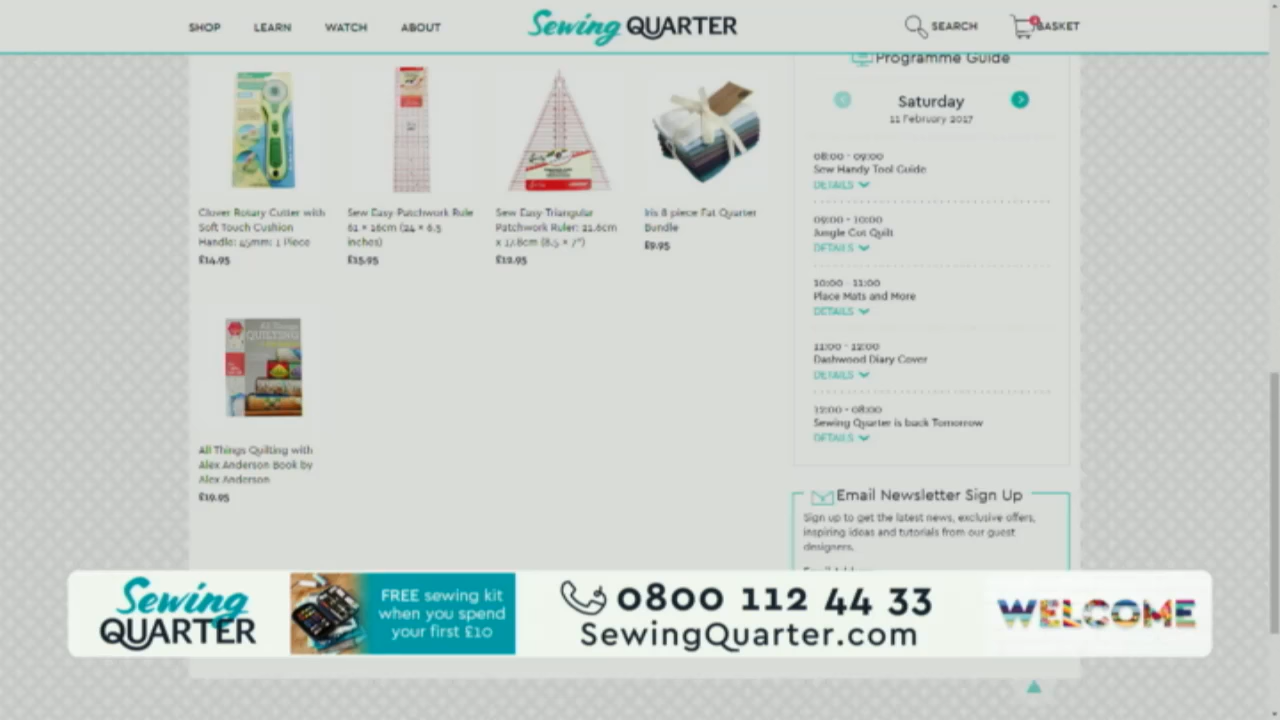 SHOP LEARN WATCH ABOUT Sewing QUARTER SEARCH BASKET
Programme Guide
Saturday
11 February 2017
08:00 - 09:00
Sew Handy Tool Guide
DETAILS
09:00 - 10:00
Jungle Cot Quilt
DETAILS
10:00 - 11:00
Place Mats and More
DETAILS
11:00 - 12:00
Dashwood Diary Cover
DETAILS
12:00 - 08:00
Sewing Quarter is back Tomorrow
DETAILS
Clover Rotary Cutter with
Soft Touch Cushion
Handle: 45mm: 1 Piece
£14.95
Sew Easy Patchwork Rule
61 x 16cm (24 x 6.5
inches)
£15.95
Sew Easy Triangular
Patchwork Ruler: 21.6cm
x 17.8cm (8.5 x 7")
£12.95
Iris 8 piece Fat Quarter
Bundle
£9.95
QUILTING
All Things Quilting with
Alex Anderson Book by
Alex Anderson
£19.95
Email Newsletter Sign Up
Sign up to get the latest news, exclusive offers,
inspiring ideas and tutorials from our guest
designers.
Sewing
QUARTER
FREE sewing kit
when you spend
your first £10
0800 112 44 33
SewingQuarter.com
WELCOME